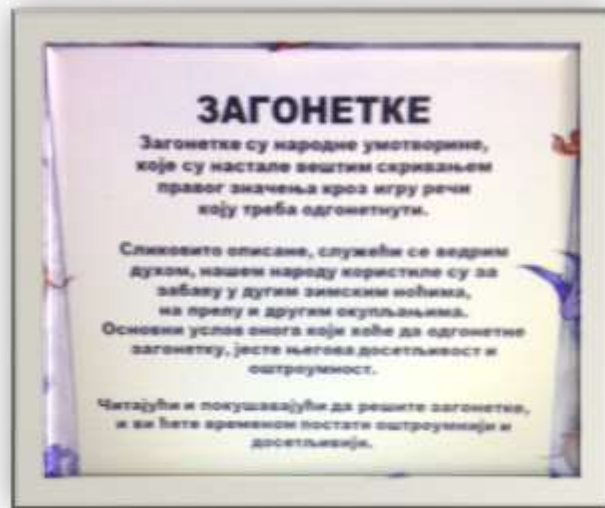 ЗАГОНЕТКЕ
Загонетке су народне умотворине,
које су настале вештим скривањем
правог значења кроз игру речи
коју треба одгонетнути.
Сликовито описане, служећи се ведрим
духом, нашем народу користиле су за
забаву у дугим зимским ноћима,
на прелу и другим окупљањима.
Основни услов онога који хоће да одгонетне
загонетку, јесте његова досетљивост и
оштроумност.
Читајући и покушавајући да решите загонетке,
и ви ћете временом постати оштроумнији и
досетљивији.